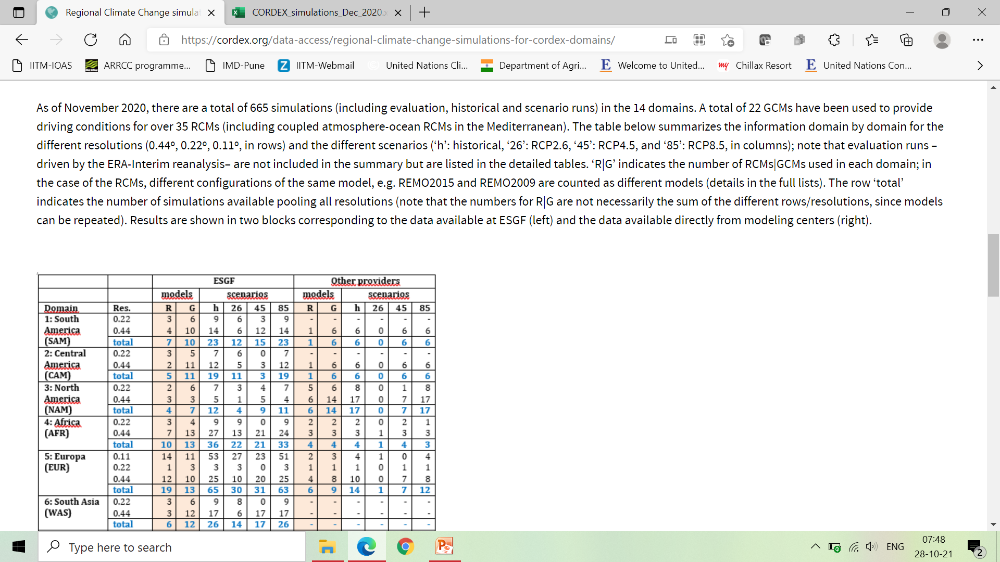 Regional Climate Change simula
CORDEX_simulations_Dec_2020.x
https://cordex.org/data-access/regional-climate-change-simulations-for-cordex-domains/
IITM-IOAS ARRCC programme... IMD-Pune IITM-Webmail United Nations Cli... Department of Agri... Welcome to United... my Chillax Resort United Nations Con...
As of November 2020, there are a total of 665 simulations (including evaluation, historical and scenario runs) in the 14 domains. A total of 22 GCMs have been used to provide
driving conditions for over 35 RCMs (including coupled atmosphere-ocean RCMs in the Mediterranean). The table below summarizes the information domain by domain for the
different resolutions (0.44º, 0.22º, 0.11º, in rows) and the different scenarios (‘h’: historical, ‘26’: RCP2.6, ‘45’: RCP4.5, and ‘85’: RCP8.5, in columns); note that evaluation runs –
driven by the ERA-Interim reanalysis– are not included in the summary but are listed in the detailed tables. ‘R|G’ indicates the number of RCMs|GCMs used in each domain; in
the case of the RCMs, different configurations of the same model, e.g. REMO2015 and REMO2009 are counted as different models (details in the full lists). The row ‘total’
indicates the number of simulations available pooling all resolutions (note that the numbers for R|G are not necessarily the sum of the different rows/resolutions, since models
can be repeated). Results are shown in two blocks corresponding to the data available at ESGF (left) and the data available directly from modeling centers (right).
ESGF Other providers
models scenarios models scenarios
Domain Res. R G h 26 45 85 R G h 26 45 85
1: South 0.22 3 6 9 6 3 9 - - - - - -
America 0.44 4 10 14 6 12 14 1 6 6 0 6 6
(SAM) total 7 10 23 12 15 23 1 6 6 0 6 6
2: Central 0.22 3 5 7 6 0 7 - - - - - -
America 0.44 2 11 12 5 3 12 1 6 6 0 6 6
(CAM) total 5 11 19 11 3 19 1 6 6 0 6 6
3: North 0.22 2 6 7 3 4 7 5 6 8 0 1 8
America 0.44 3 3 5 1 5 4 6 14 17 0 7 17
(NAM) total 4 7 12 4 9 11 6 14 17 0 7 17
4: Africa 0.22 3 4 9 9 0 9 2 2 2 0 2 1
(AFR) 0.44 7 13 27 13 21 24 3 3 3 1 3 3
total 10 13 36 22 21 33 4 4 4 1 4 3
5: Europa 0.11 14 11 53 27 23 51 2 3 4 1 0 4
(EUR) 0.22 1 3 3 3 0 3 1 1 1 0 1 1
0.44 12 10 25 10 20 25 4 8 10 0 7 8
total 19 13 65 30 31 63 6 9 14 1 7 12
6: South Asia 0.22 3 6 9 8 0 9 - - - - - -
(WAS) 0.44 3 12 17 6 17 17 - - - - - -
total 6 12 26 14 17 26 - - - - - -
Type here to search
ENG
07:48
28-10-21
2